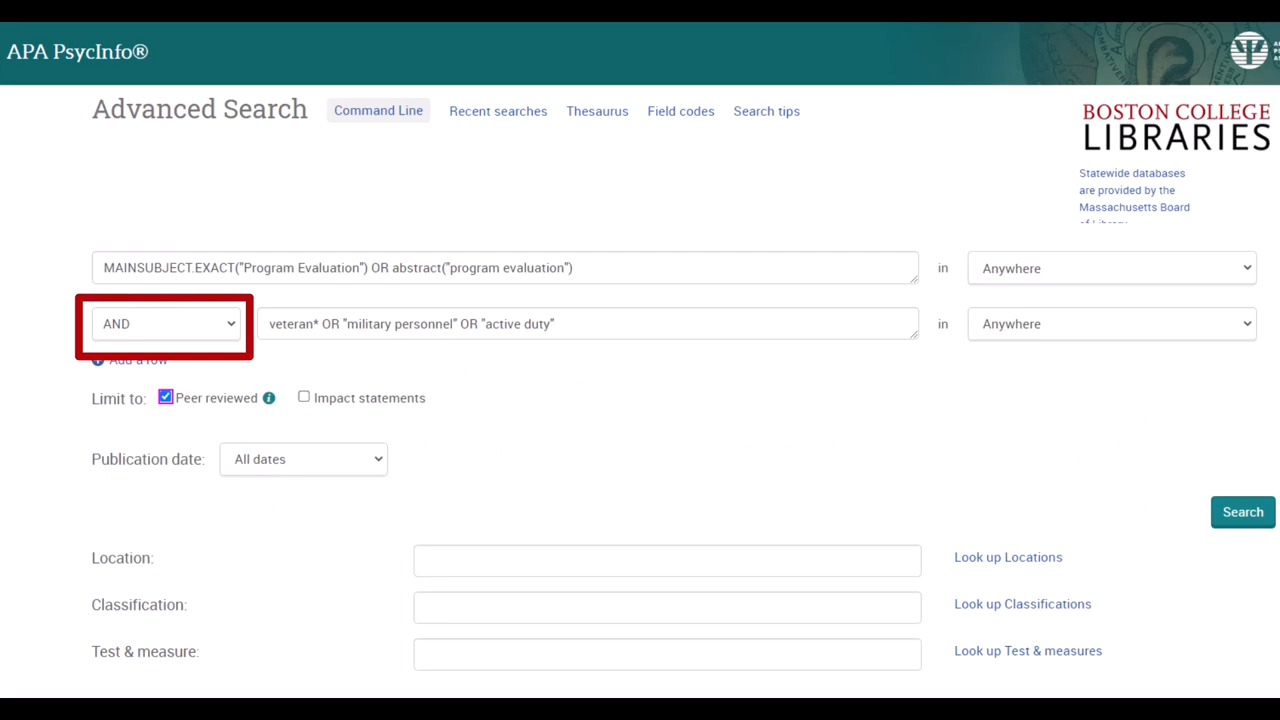 APA PsycInfo®
Advanced Search Command Line Recent searches Thesaurus Field codes Search tips
BOSTON COLLEGE
LIBRARIES
Statewide databases
are provided by the
Massachusetts Board
MAINSUBJECT.EXACT("Program Evaluation") OR abstract("program evaluation") in Anywhere
AND veteran* OR "military personnel" OR "active duty" in Anywhere
Add a row
Limit to: Peer reviewed i Impact statements
Publication date: All dates
Search
Location: Look up Locations
Classification: Look up Classifications
Test & measure: Look up Test & measures